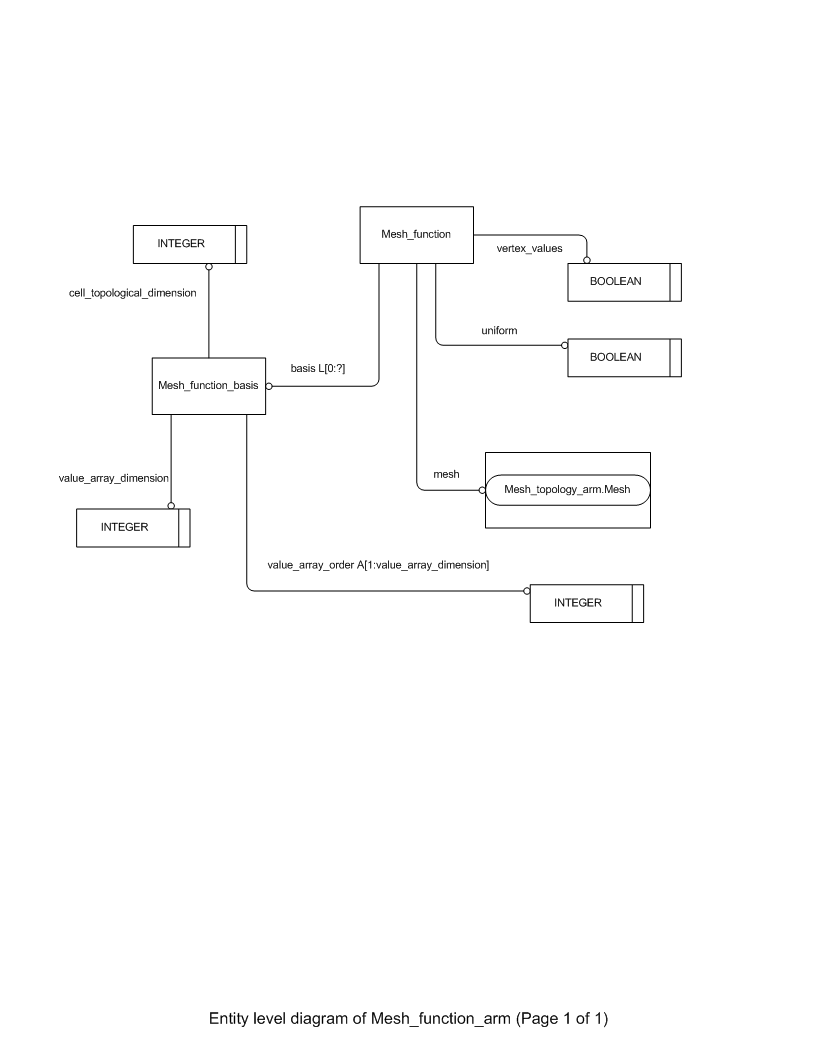 Mesh_function
INTEGER
vertex_values
BOOLEAN
cell_topological_dimension
uniform
BOOLEAN
basis L[0:?]
Mesh_function_basis
mesh
value_array_dimension
Mesh_topology_arm.Mesh
INTEGER
value_array_order A[1:value_array_dimension]
INTEGER
Entity level diagram of Mesh_function_arm (Page 1 of 1)